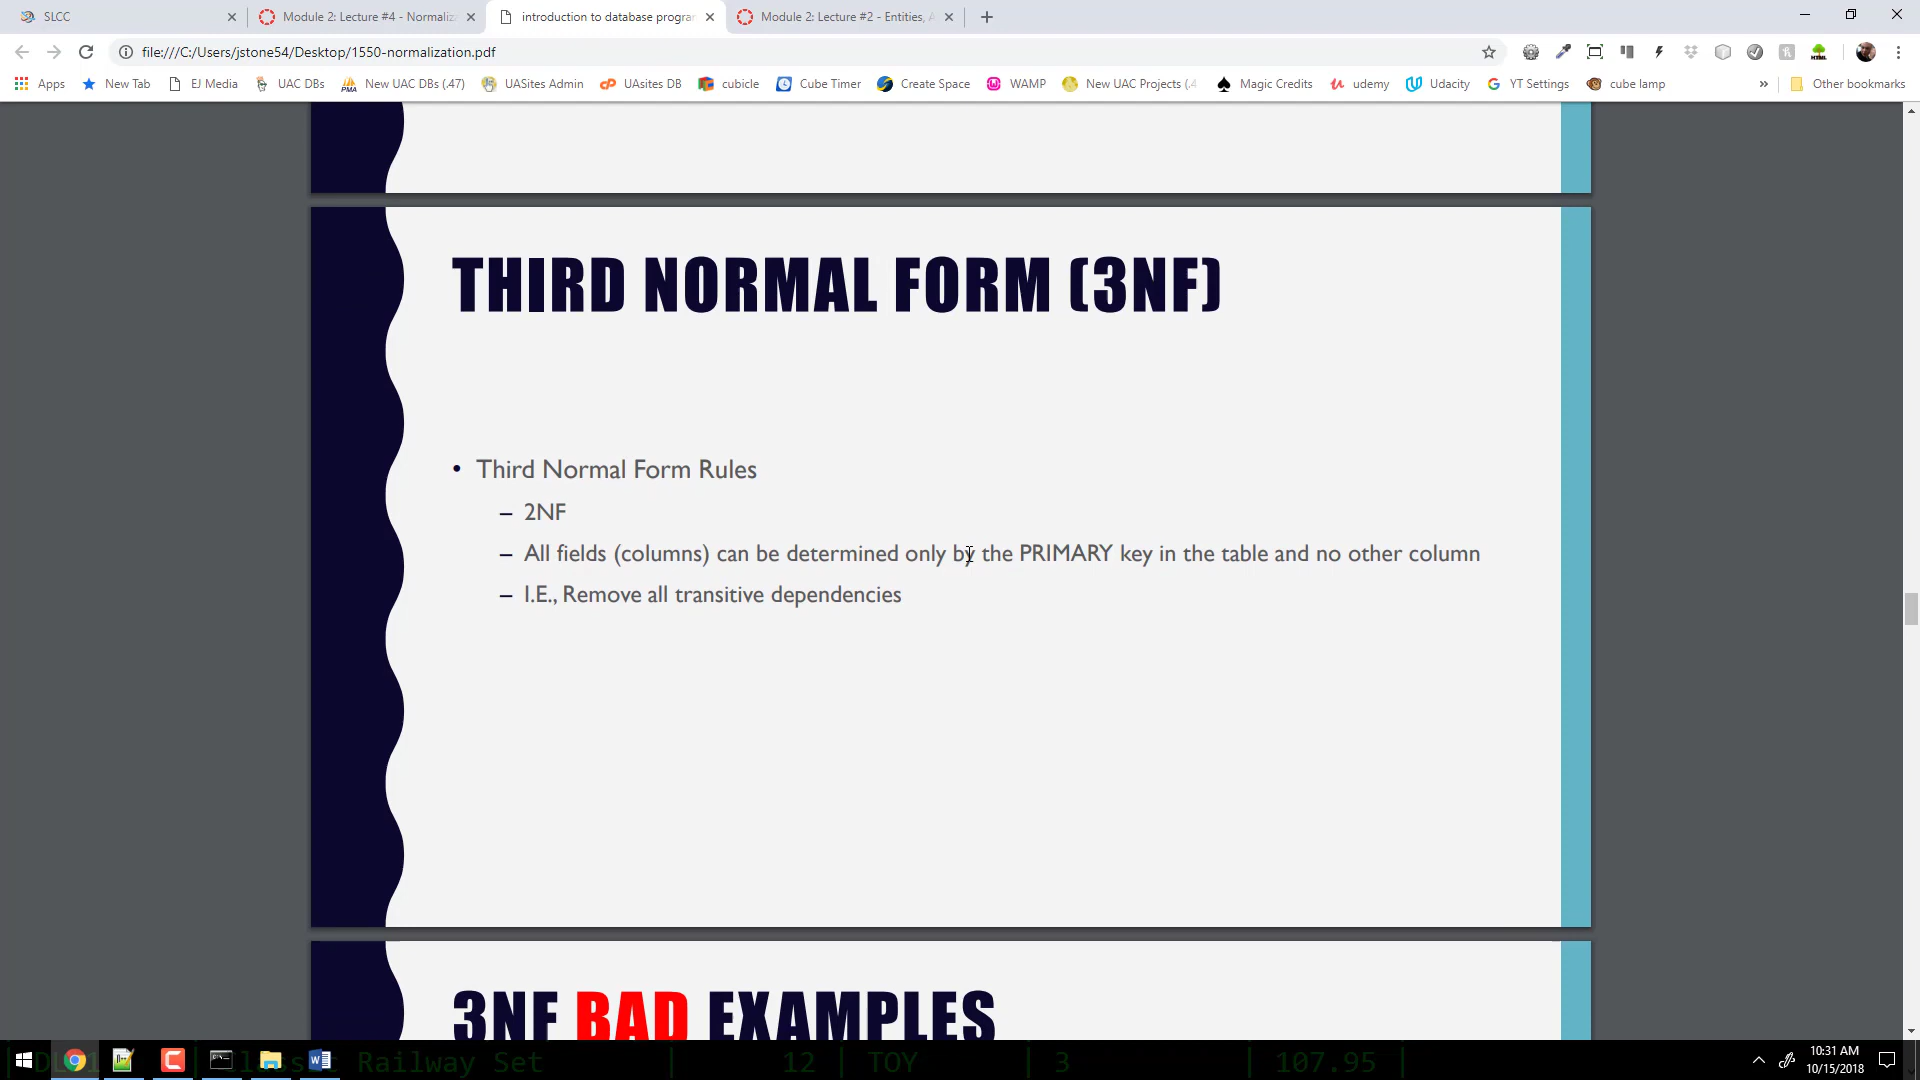 SLCC
Module 2: Lecture #4 - Normaliz
introduction to database progra
Module 2: Lecture #2 - Entities, A
file:///C:/Users/jstone54/Desktop/1550-normalization.pdf
Apps
New Tab
EJ Media
UAC DBs
New UAC DBs (.47)
UASites Admin
UAsites DB
cubicle
Cube Timer
Create Space
WAMP
New UAC Projects (.4
Magic Credits
udemy
Udacity
YT Settings
cube lamp
»
Other bookmarks
THIRD NORMAL FORM (3NF)
• Third Normal Form Rules
– 2NF
– All fields (columns) can be determined only by the PRIMARY key in the table and no other column
– I.E., Remove all transitive dependencies
3NF BAD EXAMPLES
Railway Set | 12 | TOY | 3 | 107.95 |
10:31 AM
10/15/2018